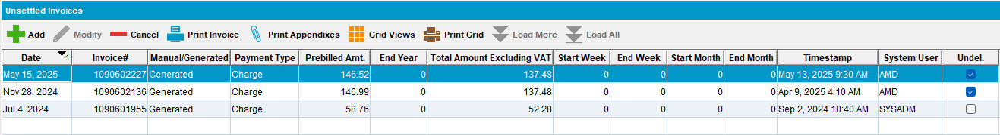 Unsettled Invoices
Add Modify Cancel Print Invoice Print Appendixes Grid Views Print Grid Load More Load All
Date 1 Invoice# Manual/Generated Payment Type Prebilled Amt. End Year Total Amount Excluding VAT Start Week End Week Start Month End Month Timestamp System User Undel.
May 15, 2025 1090602227 Generated Charge 146.52 0 137.48 0 0 0 0 May 13, 2025 9:30 AM AMD
Nov 28, 2024 1090602136 Generated Charge 146.99 0 137.48 0 0 0 0 Apr 9, 2025 4:10 AM AMD
Jul 4, 2024 1090601955 Generated Charge 58.76 0 52.28 0 0 0 0 Sep 2, 2024 10:40 AM SYSADM